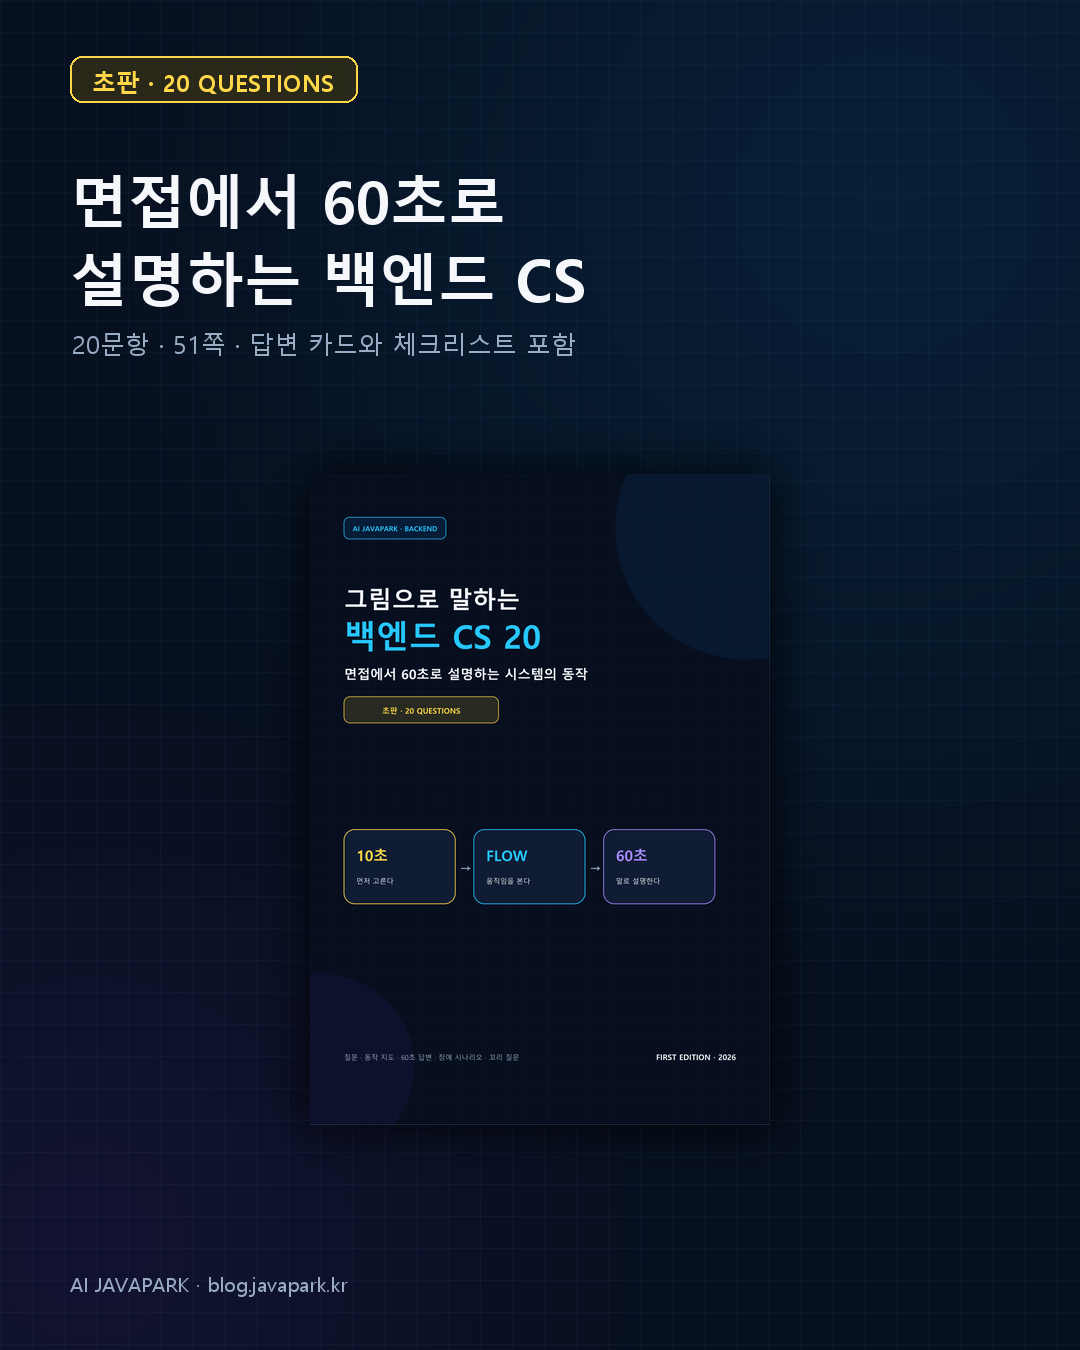 초판 · 20 QUESTIONS
면접에서 60초로
설명하는 백엔드 CS
20문항 · 51쪽 · 답변 카드와 체크리스트 포함
AI JAVAPARK · BACKEND
그림으로 말하는
백엔드 CS 20
면접에서 60초로 설명하는 시스템의 동작
초판 · 20 QUESTIONS
10초
먼저 고른다
→
FLOW
움직임을 본다
→
60초
말로 설명한다
질문 · 동작 지도 · 60초 답변 · 장애 시나리오 · 꼬리 질문
FIRST EDITION · 2026
AI JAVAPARK · blog.javapark.kr